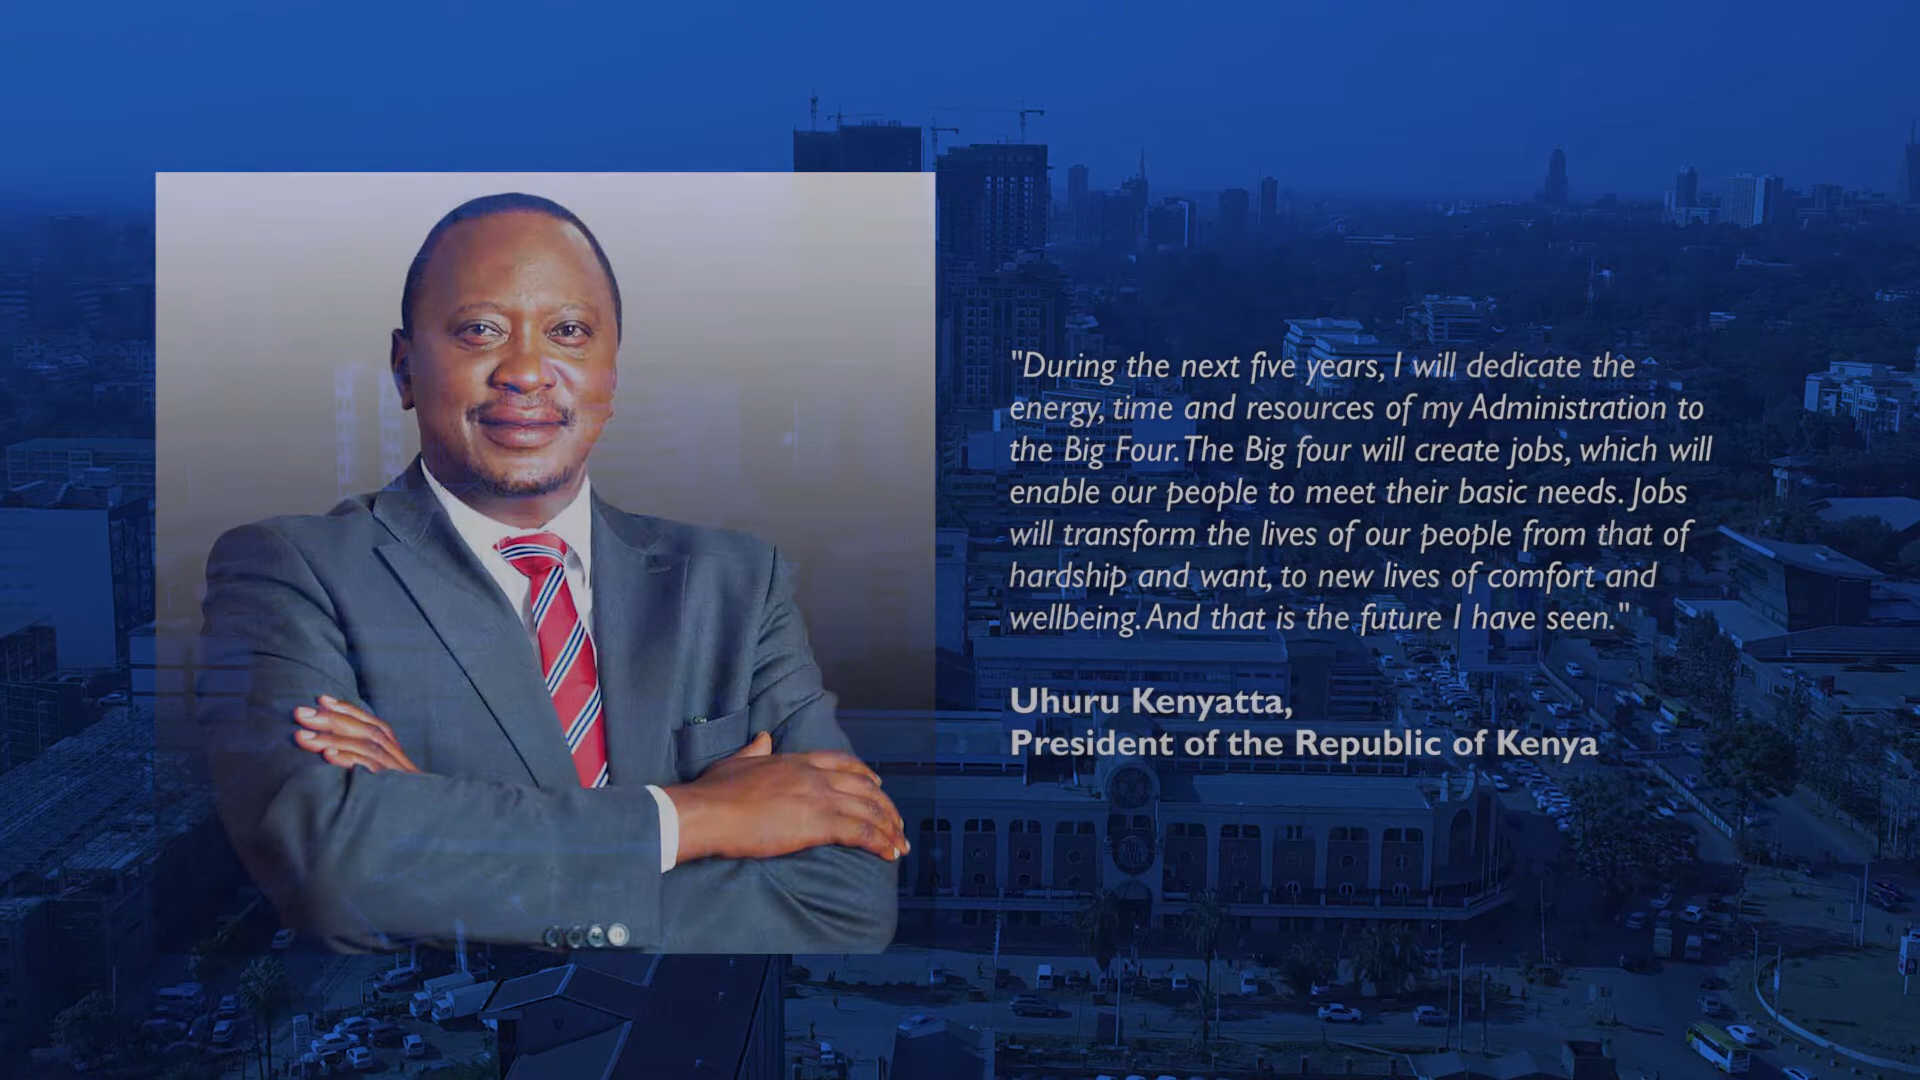 "During the next five years, I will dedicate the
energy, time and resources of my Administration to
the Big Four. The Big four will create jobs, which will
enable our people to meet their basic needs. Jobs
will transform the lives of our people from that of
hardship and want, to new lives of comfort and
wellbeing. And that is the future I have seen."
Uhuru Kenyatta,
President of the Republic of Kenya